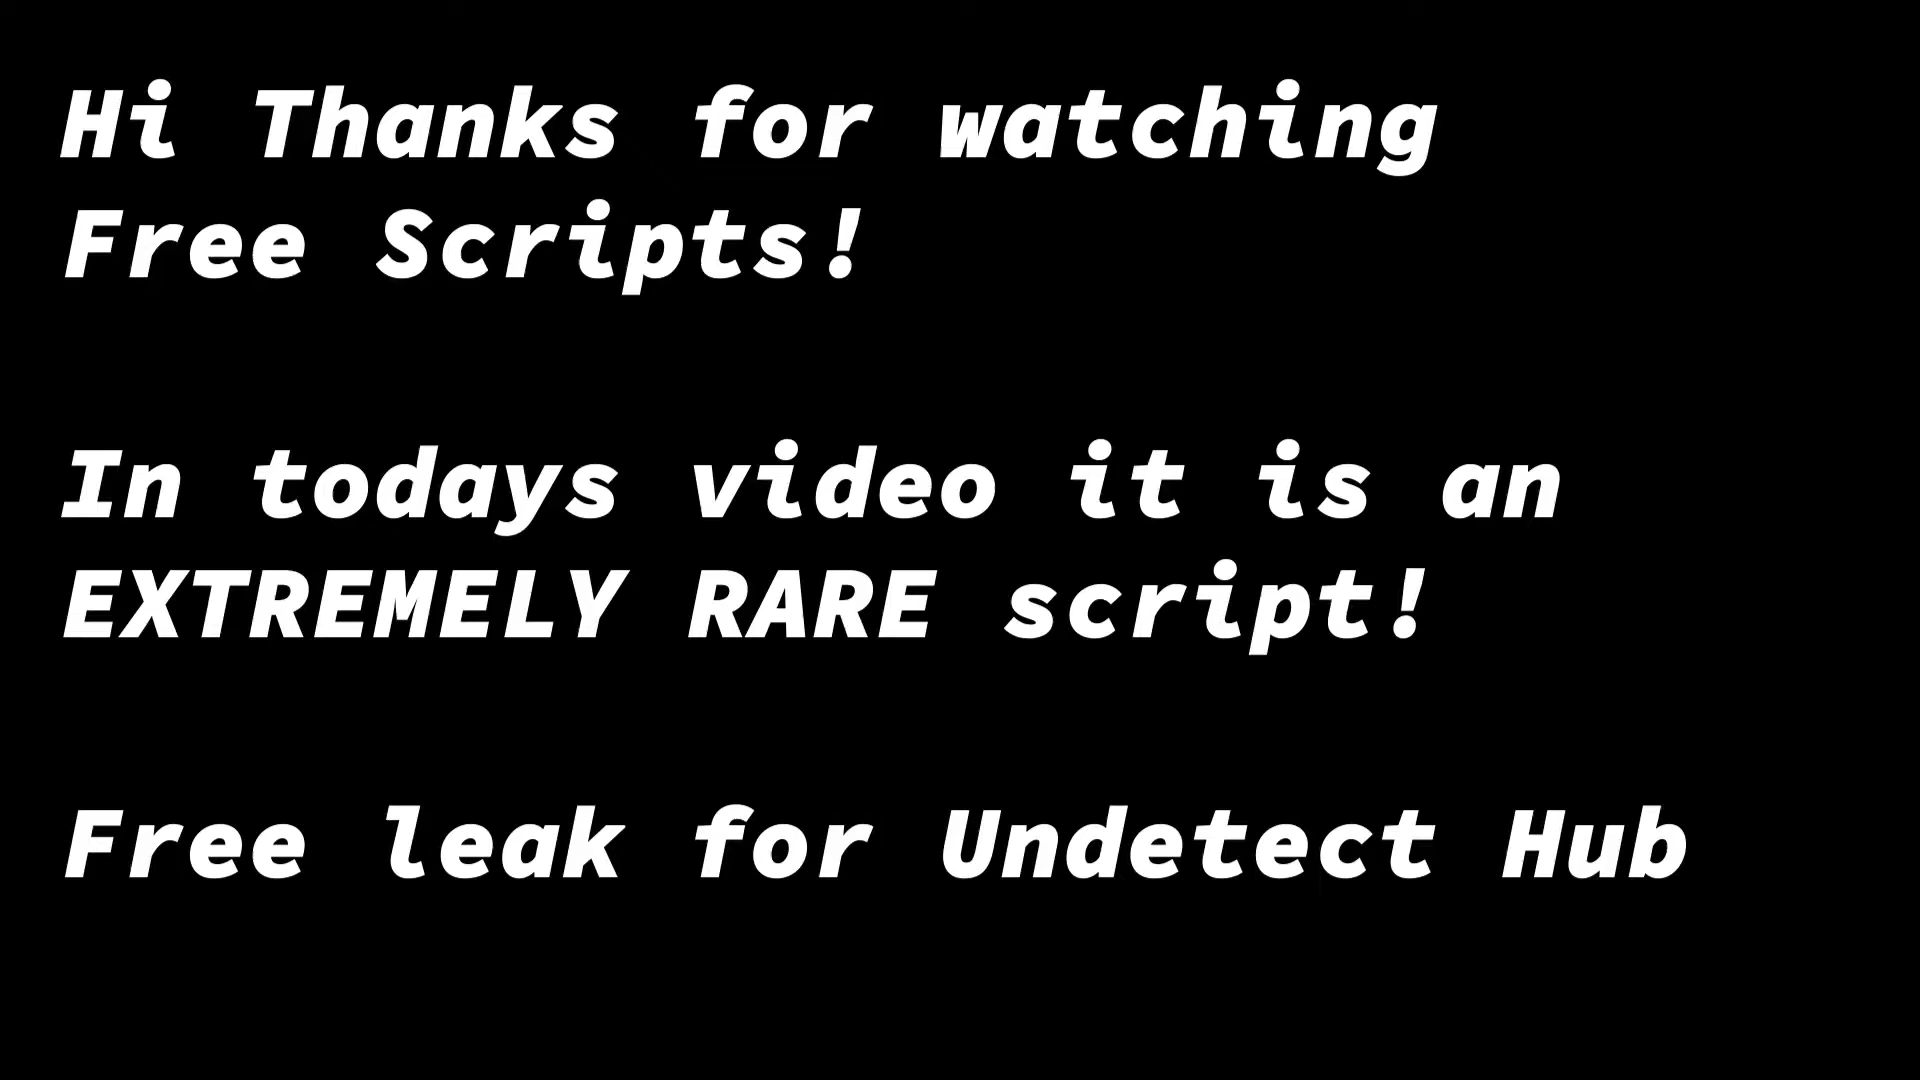 Hi Thanks for watching
Free Scripts!
In todays video it is an
EXTREMELY RARE script!
Free leak for Undetect Hub